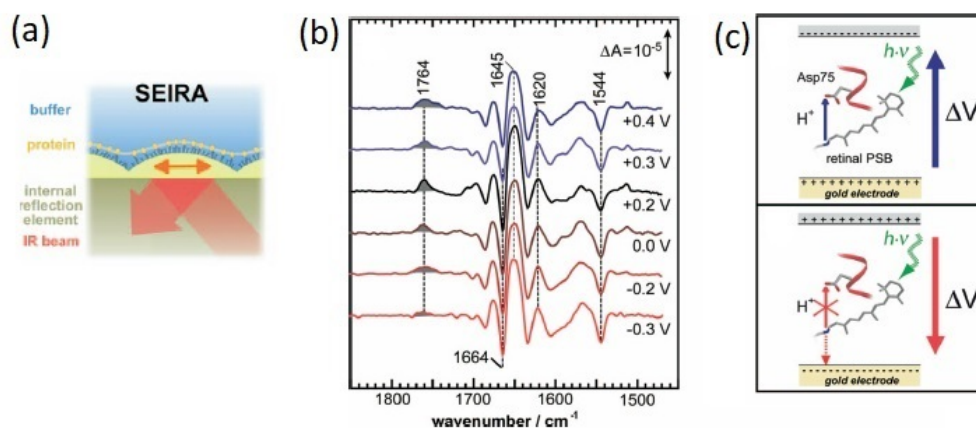 (a)
SEIRA
buffer
protein
internal
reflection
element
IR beam
(b)
1764
1645
1620
1544
ΔA=10⁻⁵
+0.4 V
+0.3 V
+0.2 V
0.0 V
-0.2 V
-0.3 V
1664
1800
1700
1600
1500
wavenumber / cm⁻¹
(c)
- - - - - - - - - - - - -
h·ν
Asp75
H⁺
ΔV
retinal PSB
+ + + + + + + + + + + +
gold electrode
+ + + + + + + + + + + +
h·ν
H⁺
ΔV
- - - - - - - - - - - - -
gold electrode